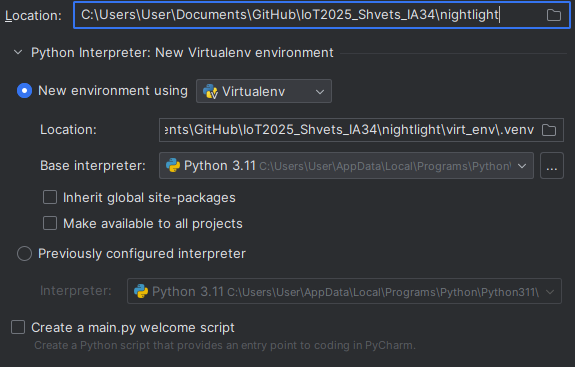 Location: C:\Users\User\Documents\GitHub\IoT2025_Shvets_IA34\nightlight
Python Interpreter: New Virtualenv environment
New environment using Virtualenv
Location: ents\GitHub\IoT2025_Shvets_IA34\nightlight\virt_env\.venv
Base interpreter: Python 3.11 C:\Users\User\AppData\Local\Programs\Python\ ...
Inherit global site-packages
Make available to all projects
Previously configured interpreter
Interpreter: Python 3.11 C:\Users\User\AppData\Local\Programs\Python\Python311\
Create a main.py welcome script
Create a Python script that provides an entry point to coding in PyCharm.